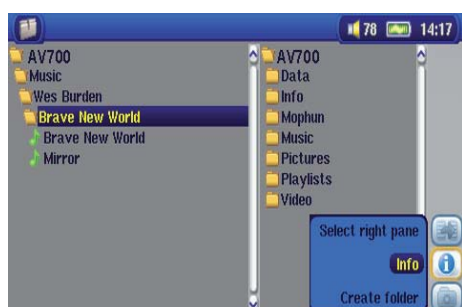 78 14:17
AV700
Music
Wes Burden
Brave New World
Brave New World
Mirror
AV700
Data
Info
Mophun
Music
Pictures
Playlists
Video
Select right pane
Info
Create folder